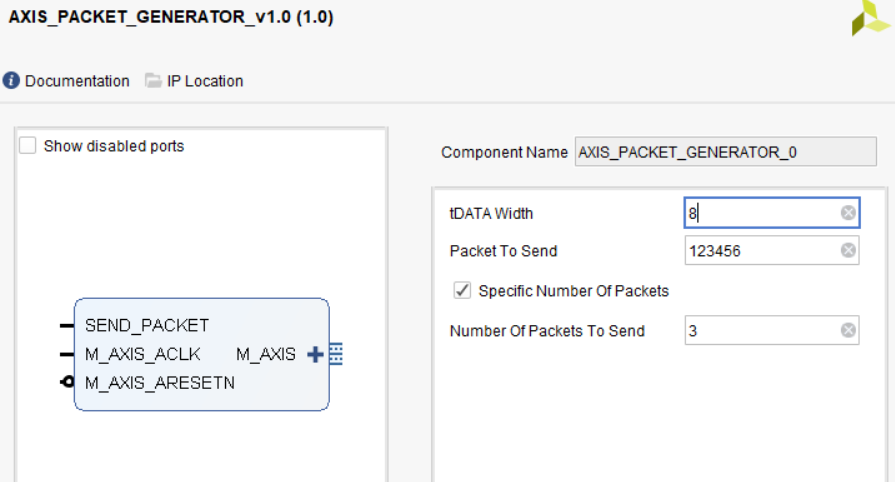 AXIS_PACKET_GENERATOR_v1.0 (1.0)
Documentation IP Location
Show disabled ports
SEND_PACKET
M_AXIS_ACLK M_AXIS
M_AXIS_ARESETN
Component Name AXIS_PACKET_GENERATOR_0
tDATA Width 8
Packet To Send 123456
Specific Number Of Packets
Number Of Packets To Send 3